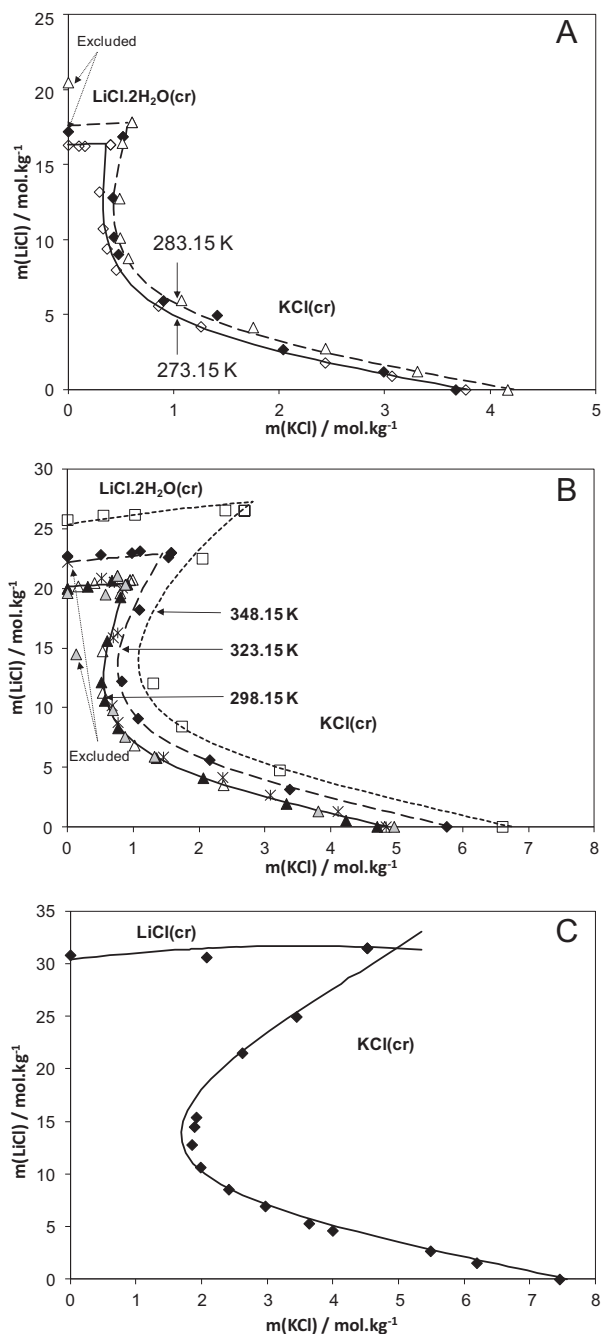 25
20
15
10
5
0
Excluded
A
LiCl.2H₂O(cr)
283.15 K
KCl(cr)
273.15 K
0 1 2 3 4 5
m(KCl) / mol.kg⁻¹
m(LiCl) / mol.kg⁻¹
30
25
20
15
10
5
0
LiCl.2H₂O(cr)
B
348.15 K
323.15 K
298.15 K
KCl(cr)
Excluded
0 1 2 3 4 5 6 7 8
m(KCl) / mol.kg⁻¹
m(LiCl) / mol.kg⁻¹
35
30
25
20
15
10
5
0
LiCl(cr)
C
KCl(cr)
0 1 2 3 4 5 6 7 8
m(KCl) / mol.kg⁻¹
m(LiCl) / mol.kg⁻¹